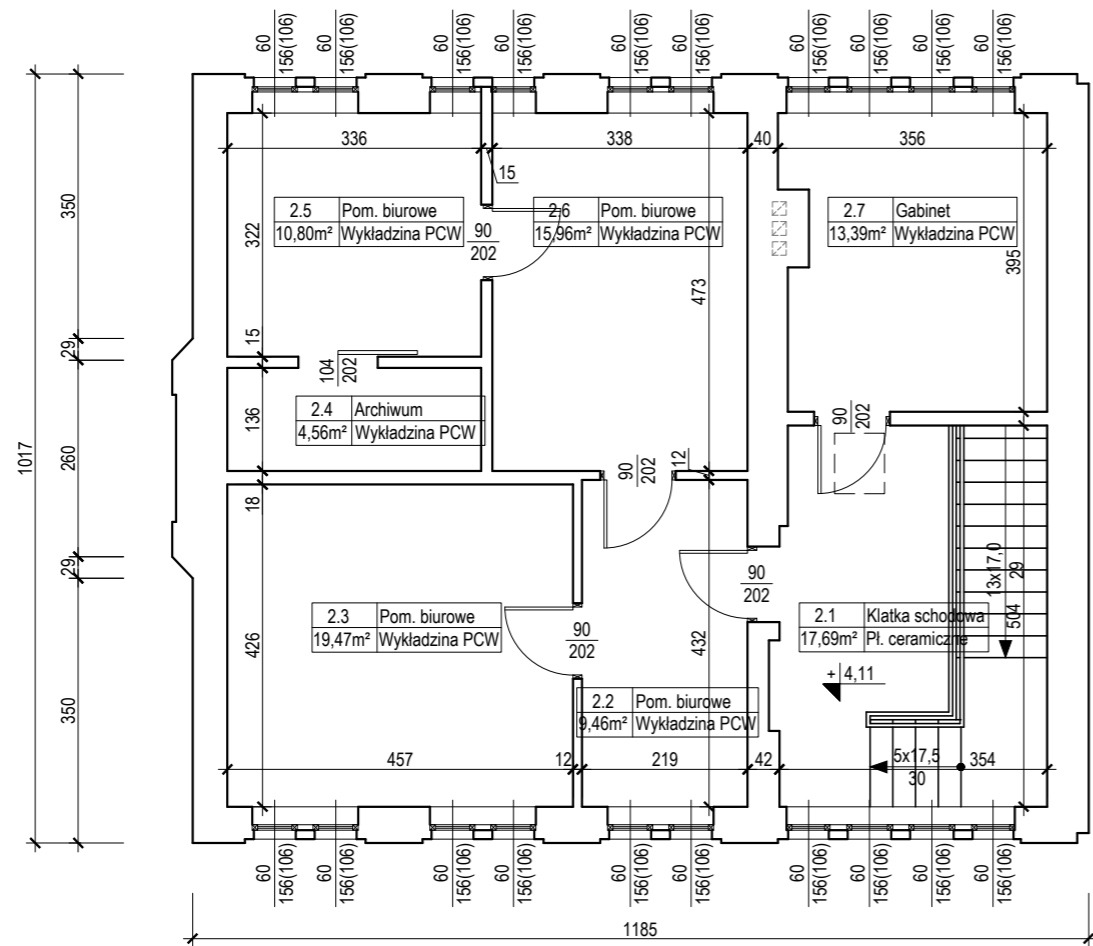 60 156(106) 60 156(106) 60 156(106) 60 156(106) 60 156(106) 60 156(106) 60 156(106) 60 156(106) 60 156(106) 60 156(106)
336 338 40 356
15
350
322
2.5 Pom. biurowe
10,80m² Wykładzina PCW
90
202
2.6 Pom. biurowe
15,96m² Wykładzina PCW
2.7 Gabinet
13,39m² Wykładzina PCW
473
395
29
15
104
202
136
2.4 Archiwum
4,56m² Wykładzina PCW
90
202
1017
260
90
202
12
18
29
90
202
13x17,0
29
504
2.3 Pom. biurowe
19,47m² Wykładzina PCW
2.1 Klatka schodowa
17,69m² Pł. ceramiczne
90
202
426
432
350
+ 4,11
2.2 Pom. biurowe
9,46m² Wykładzina PCW
457 12 219 42
5x17,5
30
354
60 156(106) 60 156(106) 60 156(106) 60 156(106) 60 156(106) 60 156(106) 60 156(106) 60 156(106) 60 156(106) 60 156(106)
1185